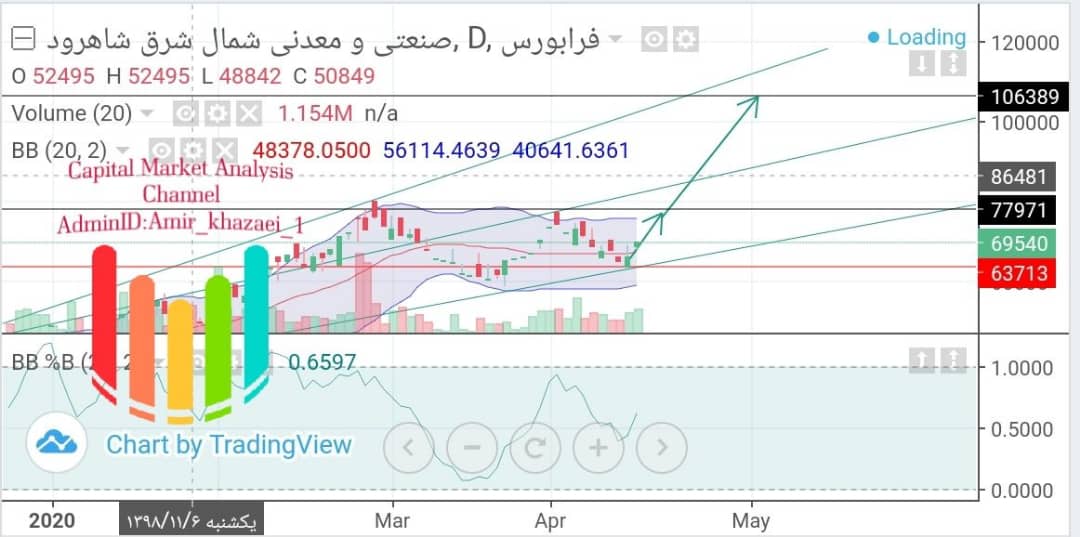 صنعتی و معدنی شمال شرق شاهرود, D, فرابورس
Loading
O 52495 H 52495 L 48842 C 50849
Volume (20) 1.154M n/a
BB (20, 2) 48378.0500 56114.4639 40641.6361
Capital Market Analysis
Channel
AdminID:Amir_khazaei_1
120000
106389
100000
86481
77971
69540
63713
BB %B (2 0.6597
1.0000
0.5000
0.0000
Chart by TradingView
2020 یکشنبه ۱۳۹۸/۱۱/۶ Mar Apr May